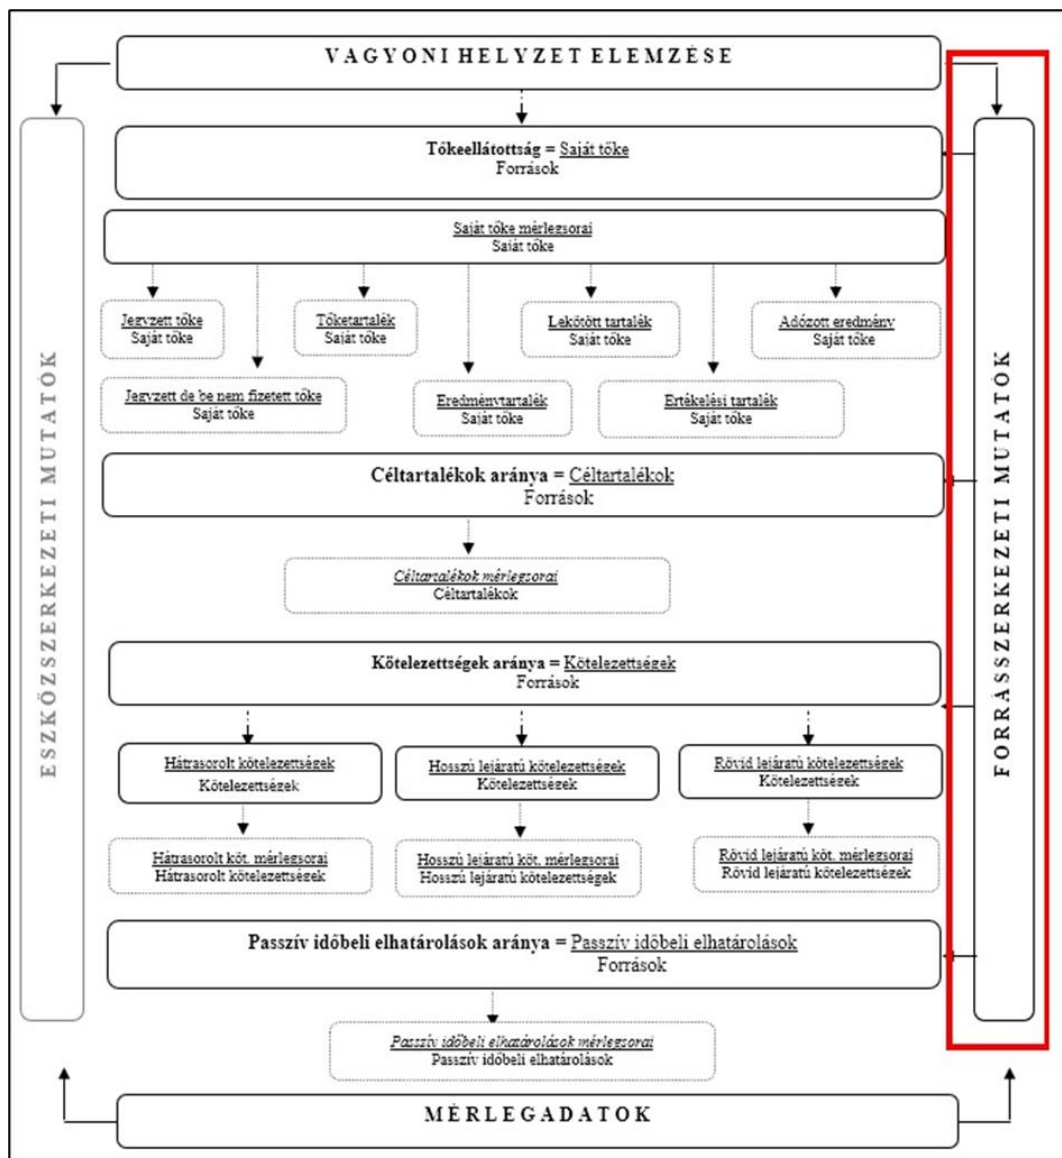 VAGYONI HELYZET ELEMZÉSE
ESZKÖZSZERKEZETI MUTATÓK
Tőkeellátottság = Saját tőke
Források
Saját tőke mérlegsorai
Saját tőke
Jegyzett tőke
Saját tőke
Tőketartalék
Saját tőke
Lekötött tartalék
Saját tőke
Adózott eredmény
Saját tőke
Jegyzett de be nem fizetett tőke
Saját tőke
Eredménytartalék
Saját tőke
Értékelési tartalék
Saját tőke
Céltartalékok aránya = Céltartalékok
Források
Céltartalékok mérlegsorai
Céltartalékok
Kötelezettségek aránya = Kötelezettségek
Források
Hátrasorolt kötelezettségek
Kötelezettségek
Hosszú lejáratú kötelezettségek
Kötelezettségek
Rövid lejáratú kötelezettségek
Kötelezettségek
Hátrasorolt köt. mérlegsorai
Hátrasorolt kötelezettségek
Hosszú lejáratú köt. mérlegsorai
Hosszú lejáratú kötelezettségek
Rövid lejáratú köt. mérlegsorai
Rövid lejáratú kötelezettségek
Passzív időbeli elhatárolások aránya = Passzív időbeli elhatárolások
Források
Passzív időbeli elhatárolások mérlegsorai
Passzív időbeli elhatárolások
FORRÁSSZERKEZETI MUTATÓK
MÉRLEGADATOK